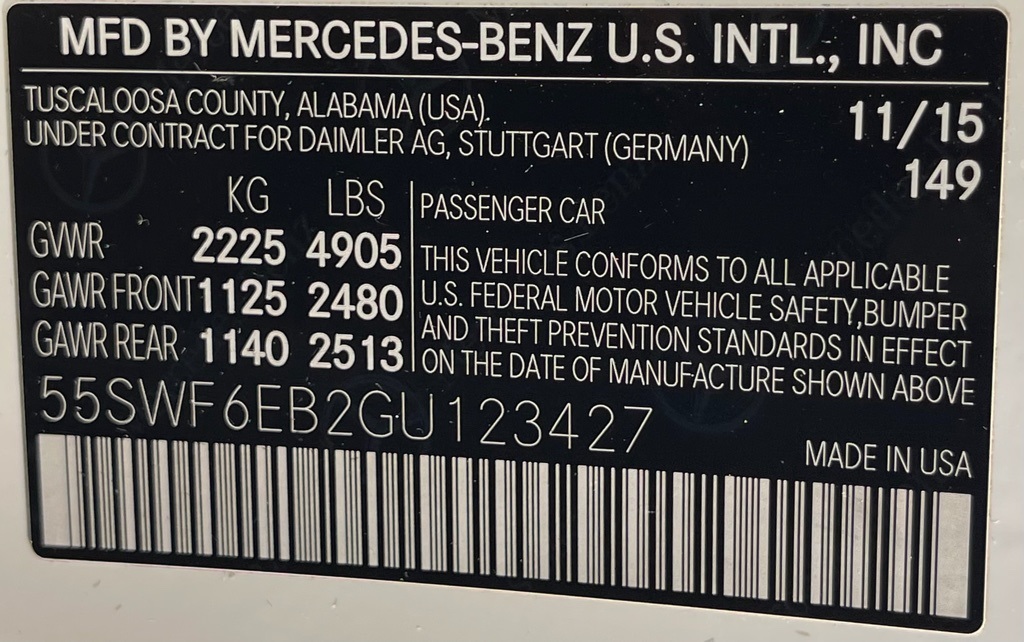 MFD BY MERCEDES-BENZ U.S. INTL., INC
TUSCALOOSA COUNTY, ALABAMA (USA).
UNDER CONTRACT FOR DAIMLER AG, STUTTGART (GERMANY)
11/15
149
KG LBS
GVWR 2225 4905
GAWR FRONT 1125 2480
GAWR REAR 1140 2513
PASSENGER CAR
THIS VEHICLE CONFORMS TO ALL APPLICABLE
U.S. FEDERAL MOTOR VEHICLE SAFETY,BUMPER
AND THEFT PREVENTION STANDARDS IN EFFECT
ON THE DATE OF MANUFACTURE SHOWN ABOVE
55SWF6EB2GU123427
MADE IN USA